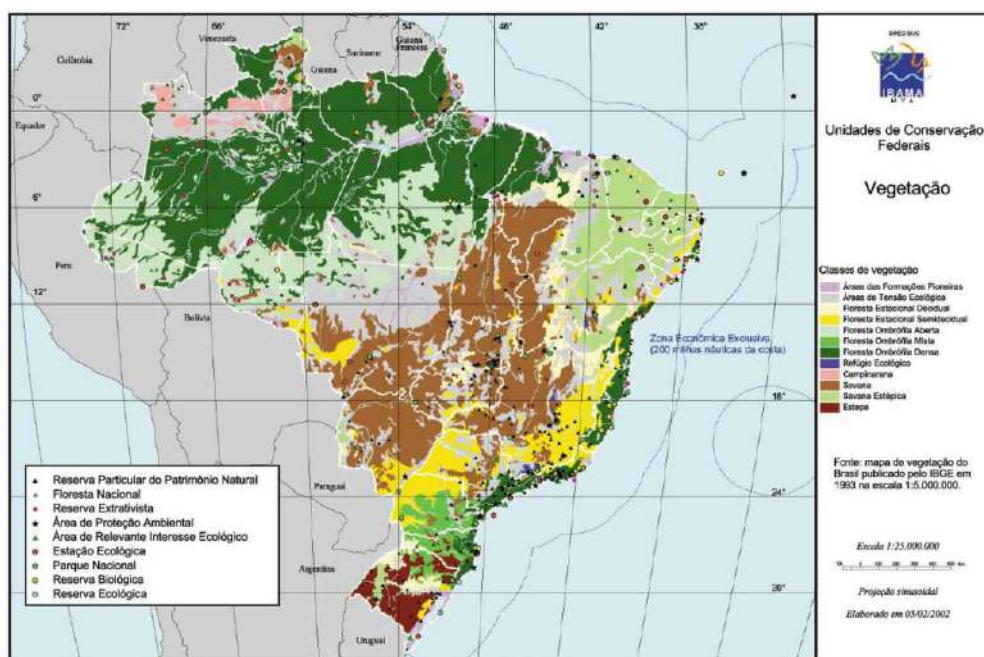 72° 66° 54° 48° 42° 36°
Venezuela
Guiana Francesa
Suriname
Colômbia
Guiana
0°
Equador
6°
Peru
12°
Bolívia
Zona Econômica Exclusiva
(200 milhas náuticas da costa)
18°
Paraguai
24°
Argentina
Uruguai
Reserva Particular do Patrimônio Natural
Floresta Nacional
Reserva Extrativista
Área de Proteção Ambiental
Área de Relevante Interesse Ecológico
Estação Ecológica
Parque Nacional
Reserva Biológica
Reserva Ecológica
IBAMA
M M A
Unidades de Conservação
Federais
Vegetação
Classes de vegetação
Áreas das Formações Pioneiras
Áreas de Tensão Ecológica
Floresta Estacional Decidual
Floresta Estacional Semidecidual
Floresta Ombrófila Aberta
Floresta Ombrófila Mista
Floresta Ombrófila Densa
Refúgio Ecológico
Campinarana
Savana
Savana Estépica
Estepe
Fonte: mapa de vegetação do
Brasil publicado pelo IBGE em
1993 na escala 1:5.000.000.
Escala 1:25.000.000
Projeção sinusoidal
Elaborado em 05/02/2002